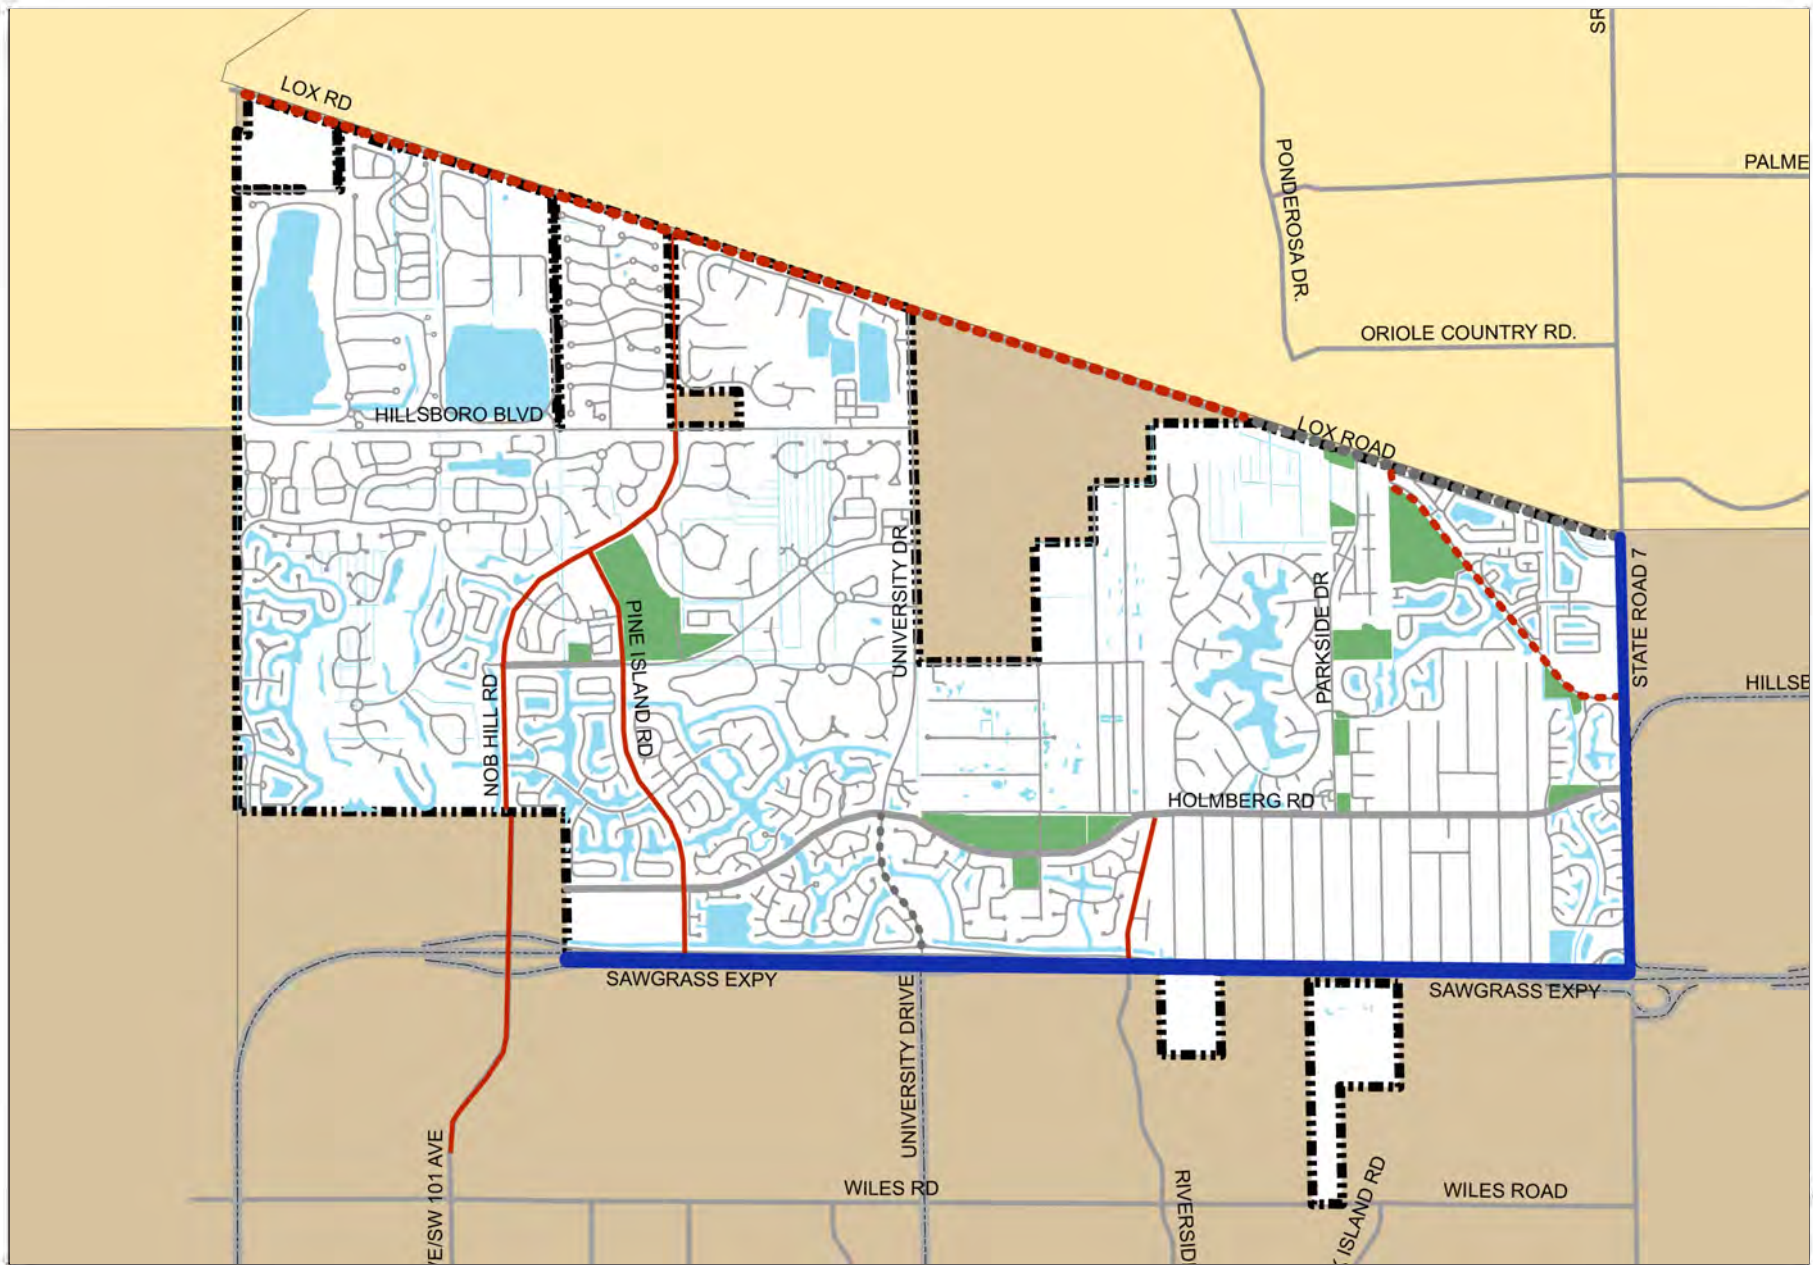 SR
LOX RD
PALME
PONDEROSA DR.
ORIOLE COUNTRY RD.
HILLSBORO BLVD
LOX ROAD
UNIVERSITY DR
STATE ROAD 7
PARKSIDE DR
PINE ISLAND RD
NOB HILL RD
HILLSB
HOLMBERG RD
SAWGRASS EXPY
SAWGRASS EXPY
UNIVERSITY DRIVE
VE/SW 101 AVE
WILES RD
WILES ROAD
RIVERSID
ISLAND RD